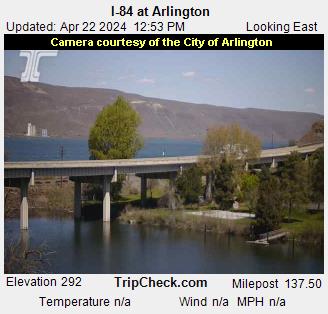 I-84 at Arlington
Updated: Apr 22 2024 12:53 PM Looking East
Camera courtesy of the City of Arlington
Elevation 292 TripCheck.com Milepost 137.50
Temperature n/a Wind n/a MPH n/a